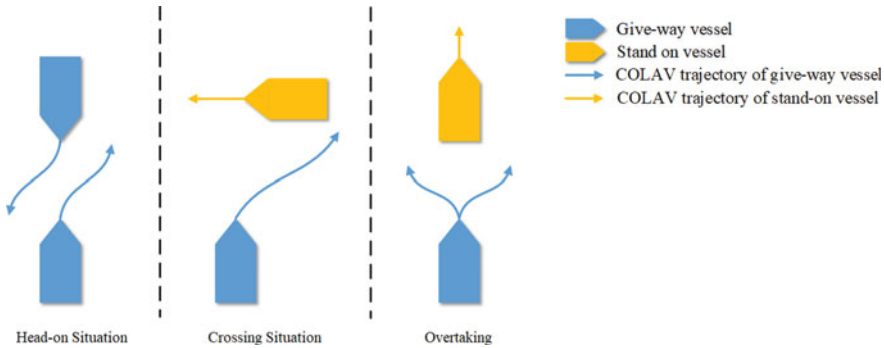 Give-way vessel
Stand on vessel
COLAV trajectory of give-way vessel
COLAV trajectory of stand-on vessel
Head-on Situation
Crossing Situation
Overtaking